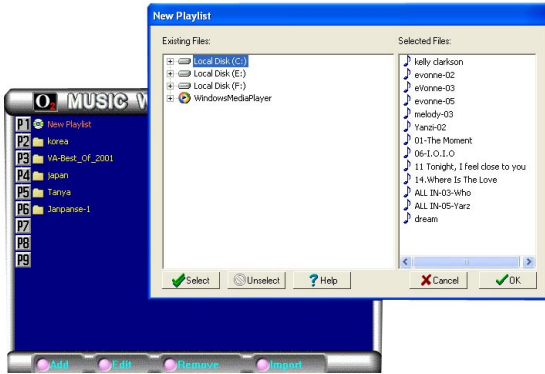 New Playlist
Existing Files:
Selected Files:
Local Disk (C:)
Local Disk (E:)
Local Disk (F:)
WindowsMediaPlayer
kelly clarkson
evonne-02
eVonne-03
evonne-05
melody-03
Yanzi-02
01-The Moment
06-I.O.I.O
11 Tonight, I feel close to you
14.Where Is The Love
ALL IN-03-Who
ALL IN-05-Yarz
dream
Select
Unselect
? Help
Cancel
OK
O2 MUSIC
P1 New Playlist
P2 korea
P3 VA-Best_Of_2001
P4 japan
P5 Tanya
P6 Janpanse-1
P7
P8
P9
Add
Edit
Remove
Import